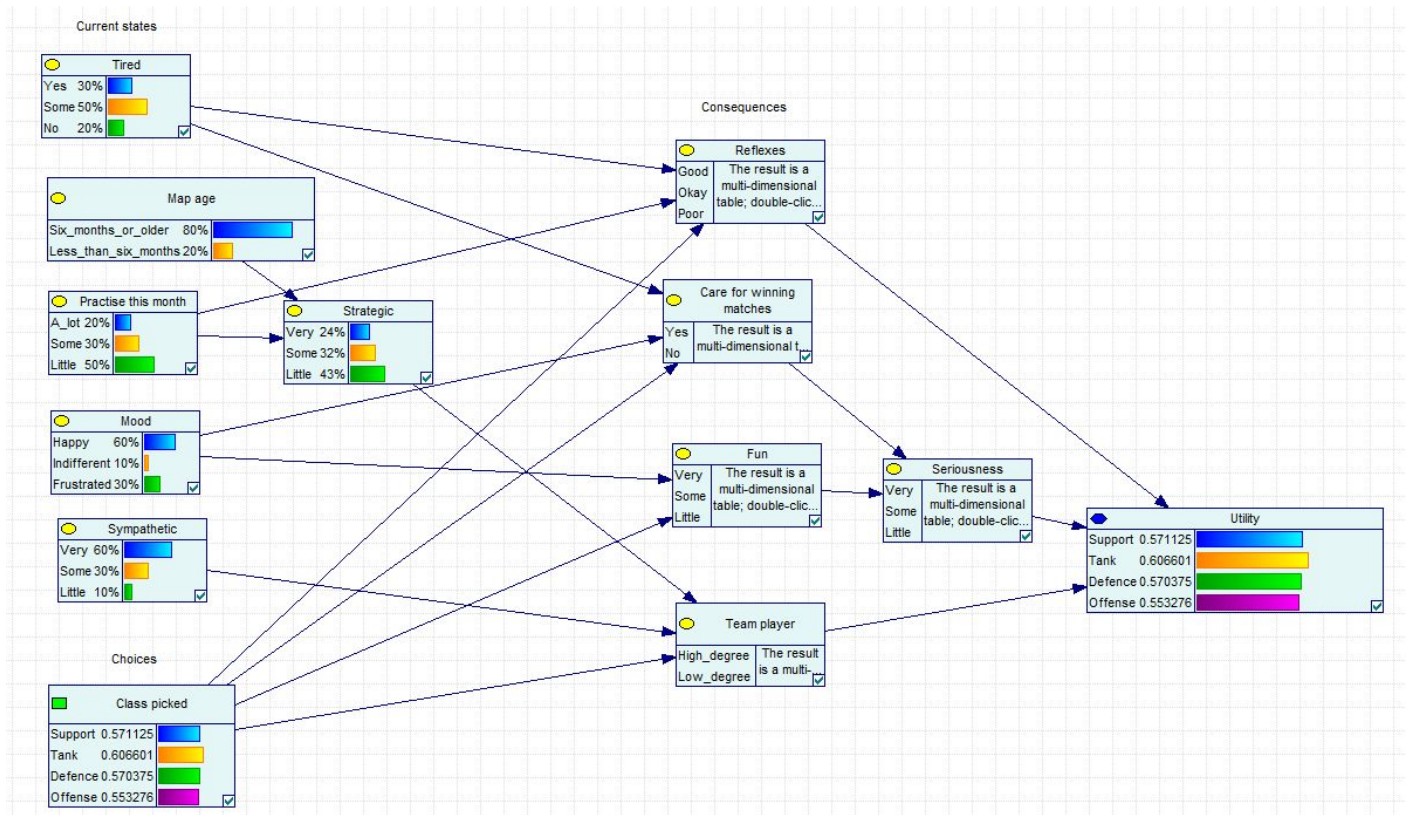 Current states
Tired
Yes 30%
Some 50%
No 20%
Map age
Six_months_or_older 80%
Less_than_six_months 20%
Practise this month
A_lot 20%
Some 30%
Little 50%
Strategic
Very 24%
Some 32%
Little 43%
Mood
Happy 60%
Indifferent 10%
Frustrated 30%
Sympathetic
Very 60%
Some 30%
Little 10%
Choices
Class picked
Support 0.571125
Tank 0.606601
Defence 0.570375
Offense 0.553276
Consequences
Reflexes
Good
Okay
Poor
The result is a
multi-dimensional
table; double-clic...
Care for winning
matches
Yes
No
The result is a
multi-dimensional t...
Fun
Very
Some
Little
The result is a
multi-dimensional
table; double-clic...
Seriousness
Very
Some
Little
The result is a
multi-dimensional
table; double-clic...
Team player
High_degree
Low_degree
The result
is a multi-...
Utility
Support 0.571125
Tank 0.606601
Defence 0.570375
Offense 0.553276